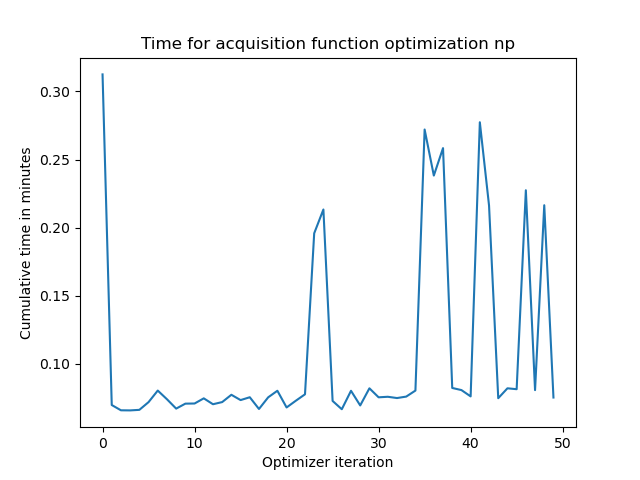 Time for acquisition function optimization np
0.30
0.25
0.20
0.15
0.10
Cumulative time in minutes
0 10 20 30 40 50
Optimizer iteration